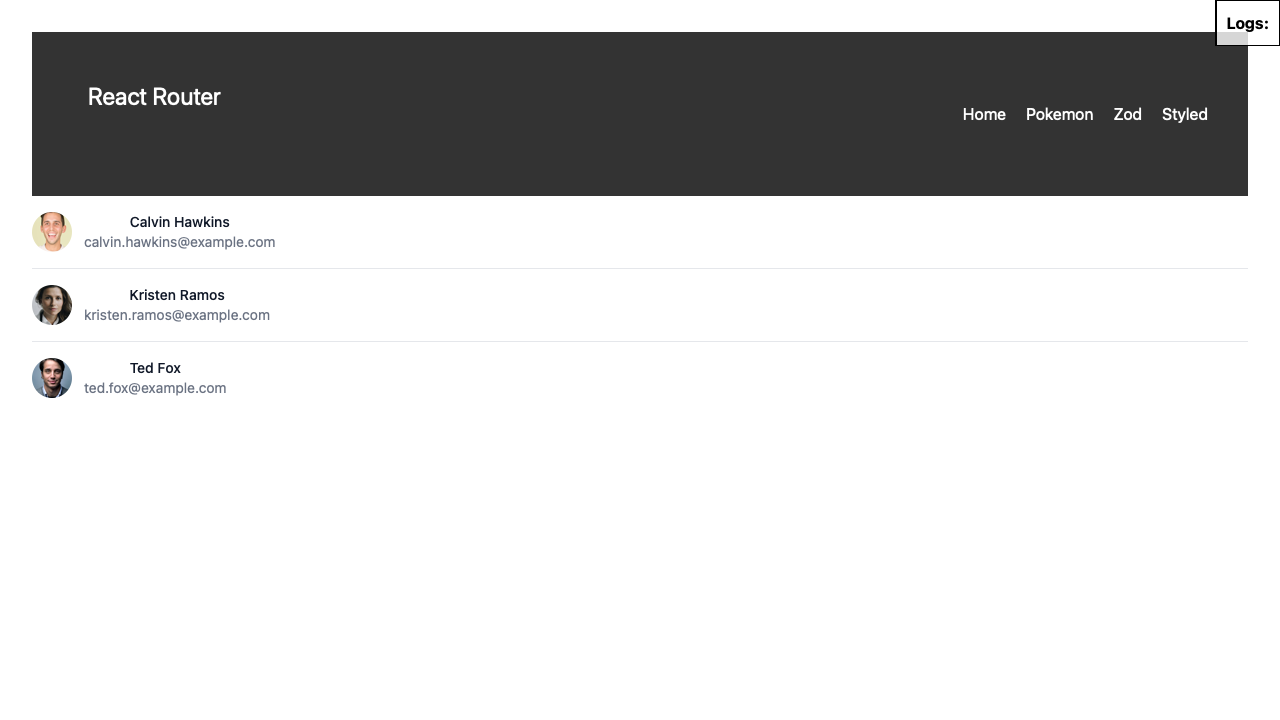 Logs:
React Router
Home Pokemon Zod Styled
Calvin Hawkins
calvin.hawkins@example.com
Kristen Ramos
kristen.ramos@example.com
Ted Fox
ted.fox@example.com